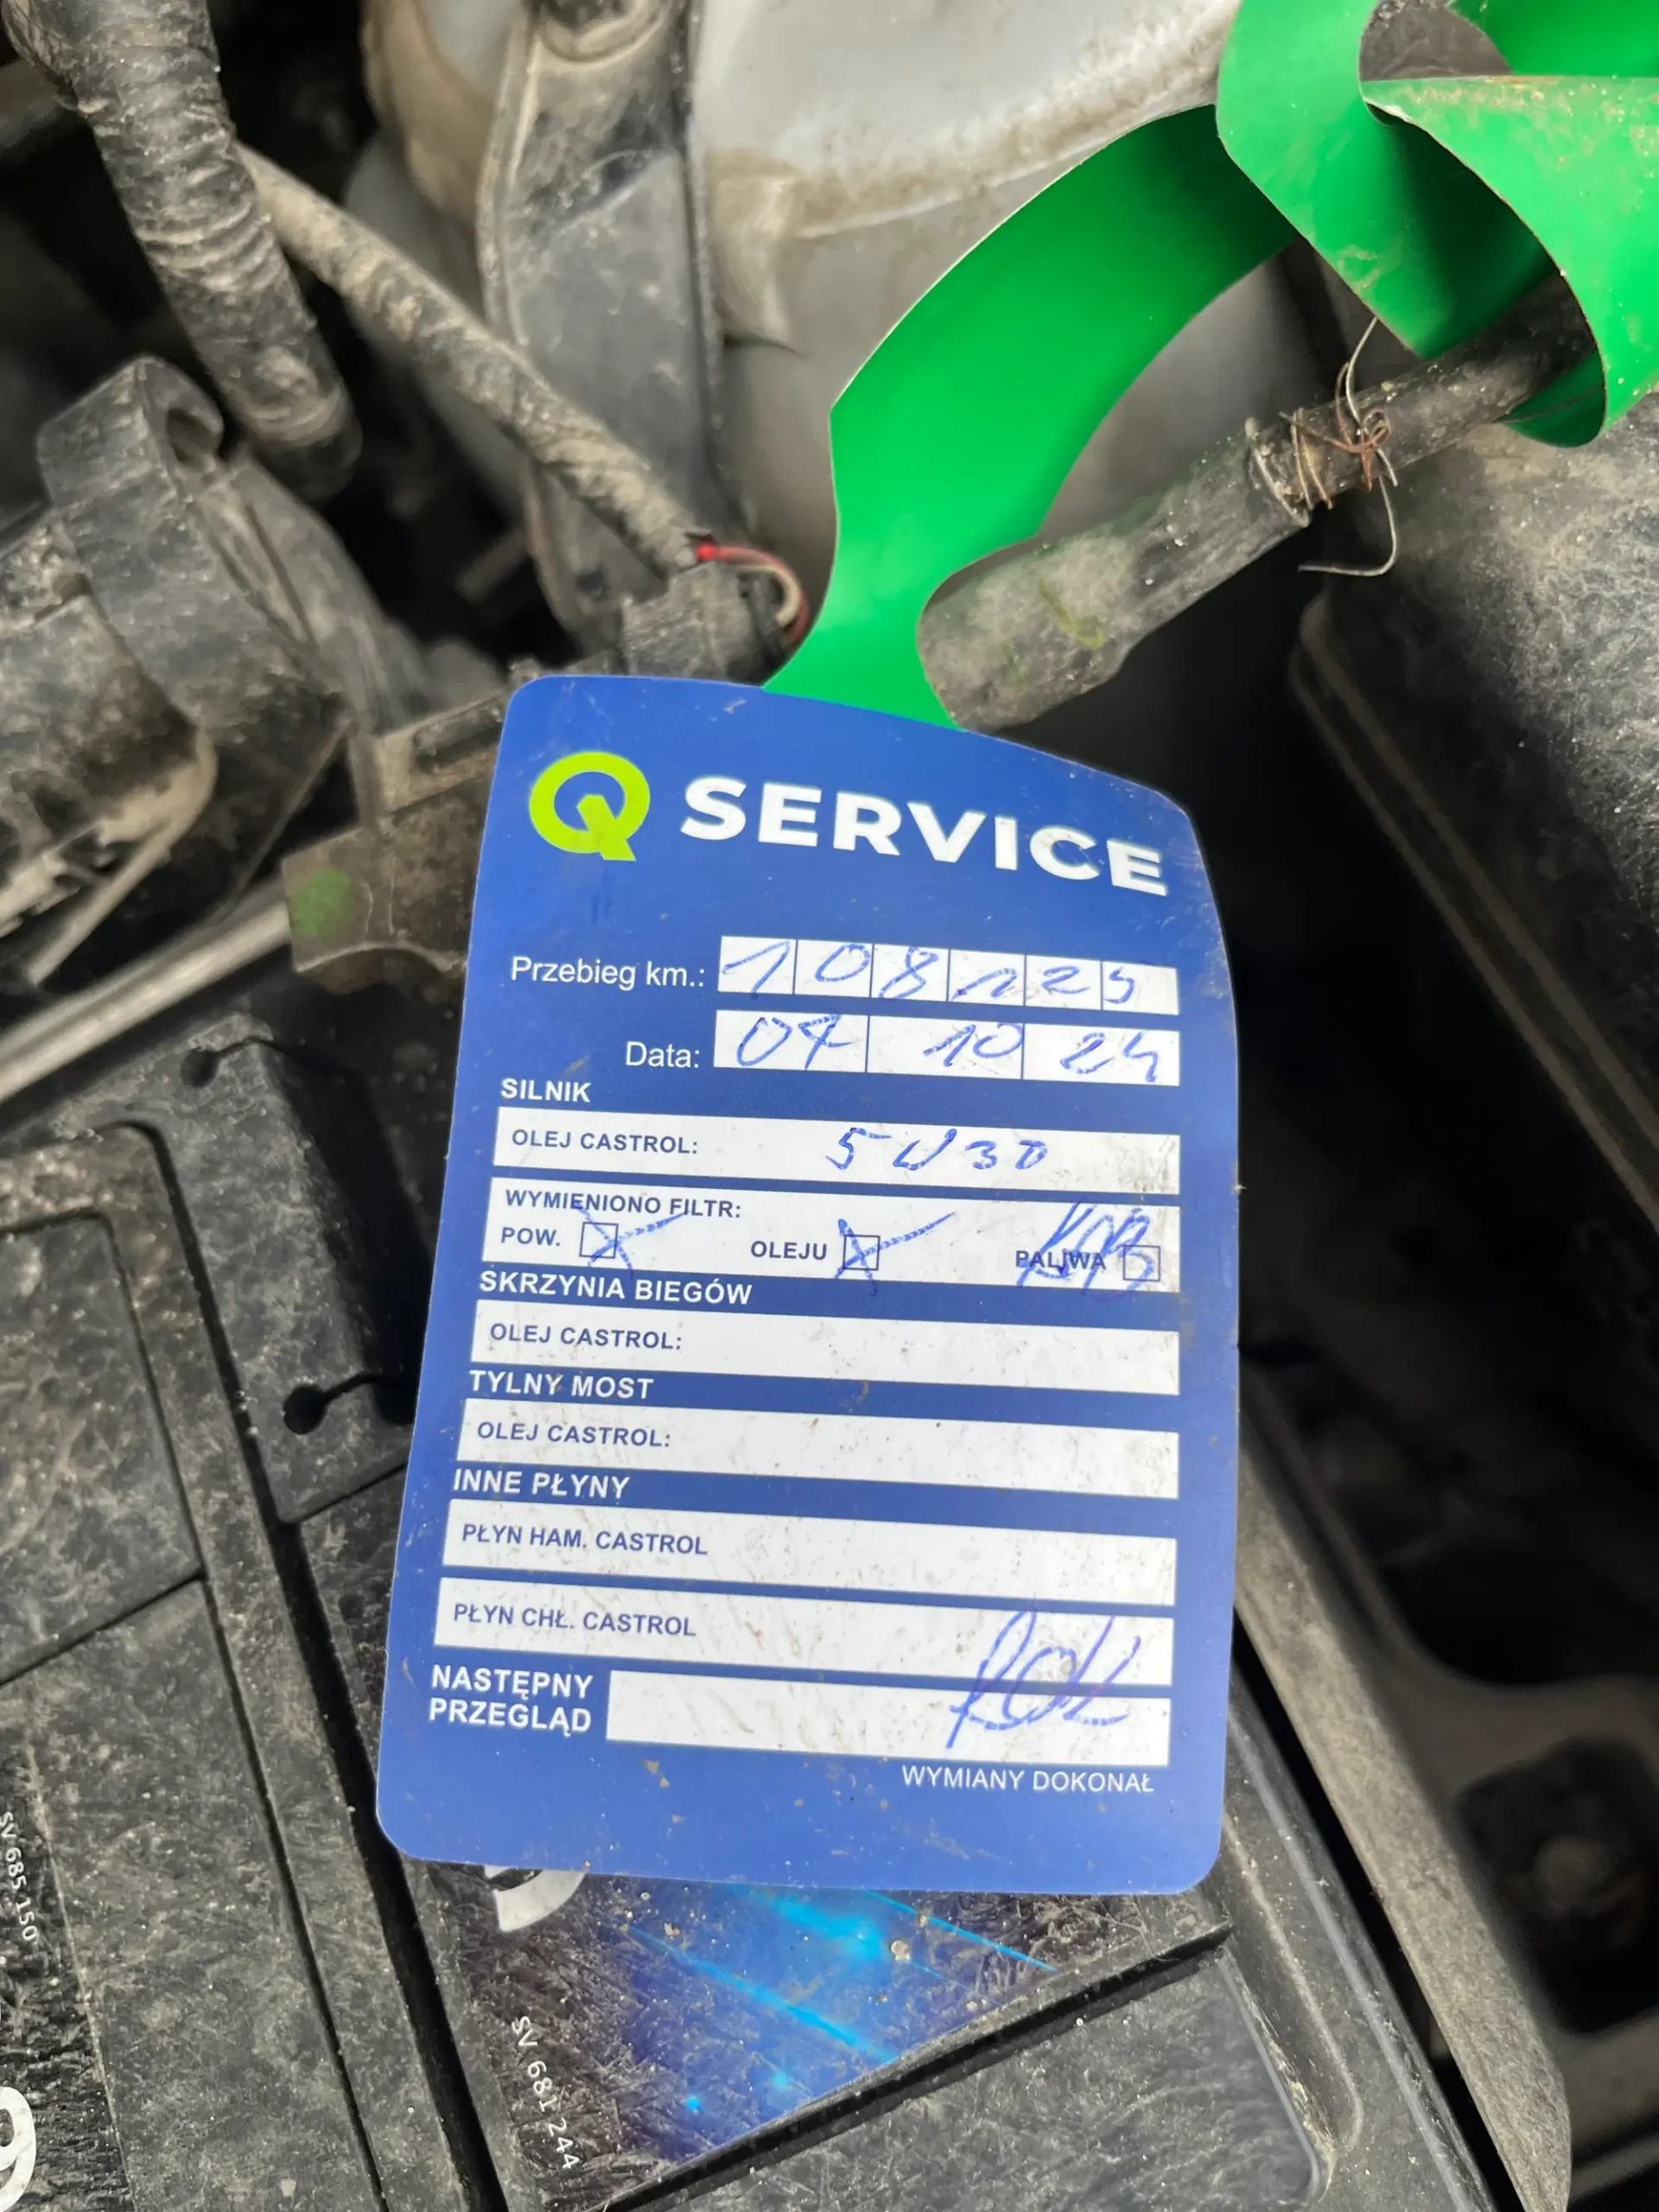 Q SERVICE
Przebieg km.: 108125
Data: 04 10 24
SILNIK
OLEJ CASTROL: 5W30
WYMIENIONO FILTR:
POW. X OLEJU X PALIWA KAB
SKRZYNIA BIEGÓW
OLEJ CASTROL:
TYLNY MOST
OLEJ CASTROL:
INNE PŁYNY
PŁYN HAM. CASTROL
PŁYN CHŁ. CASTROL
NASTĘPNY
PRZEGLĄD
WYMIANY DOKONAŁ
SV 685 150
SV 681 244